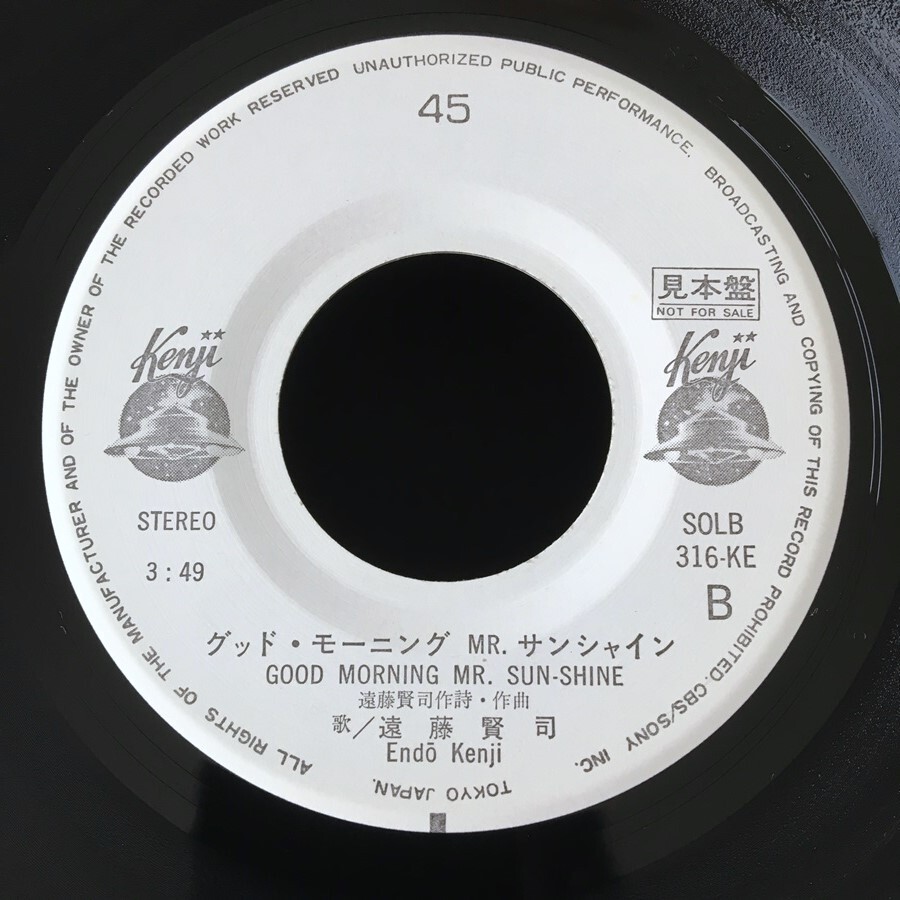 ALL RIGHTS OF THE MANUFACTURER AND OF THE OWNER OF THE RECORDED WORK RESERVED UNAUTHORIZED PUBLIC PERFORMANCE, BROADCASTING AND COPYING OF THIS RECORD PROHIBITED. CBS/SONY INC.
TOKYO JAPAN.
45
見本盤
NOT FOR SALE
Kenji
Kenji
STEREO
3:49
SOLB
316-KE
B
グッド・モーニング MR. サンシャイン
GOOD MORNING MR. SUN-SHINE
遠藤賢司作詩・作曲
歌/遠藤賢司
Endō Kenji